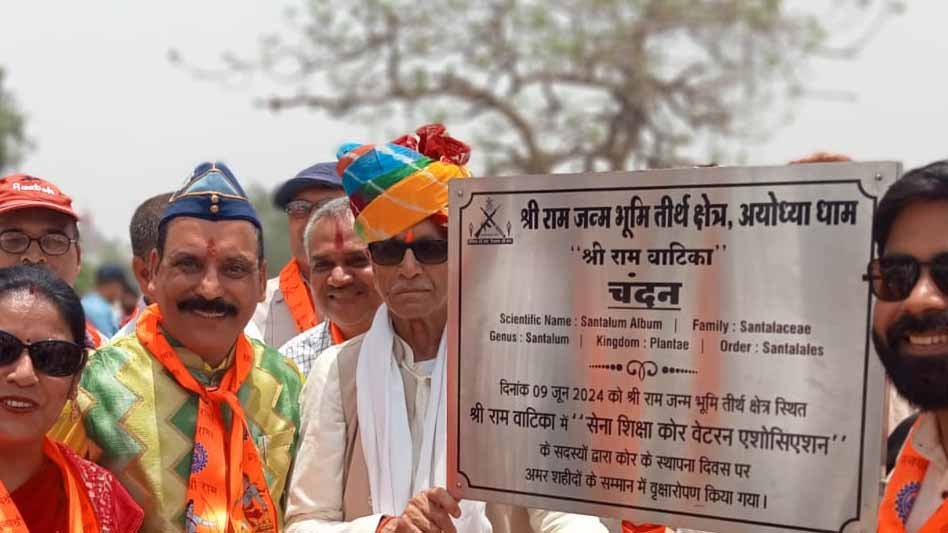 Reebok
श्री राम जन्म भूमि तीर्थ क्षेत्र, अयोध्या धाम
"श्री राम वाटिका"
चंदन
Scientific Name : Santalum Album | Family : Santalaceae
Genus : Santalum | Kingdom : Plantae | Order : Santalales
दिनांक 09 जून 2024 को श्री राम जन्म भूमि तीर्थ क्षेत्र स्थित
श्री राम वाटिका में "सेना शिक्षा कोर वेटरन एशोसिएशन"
के सदस्यों द्वारा कोर के स्थापना दिवस पर
अमर शहीदों के सम्मान में वृक्षारोपण किया गया।
श्री राम